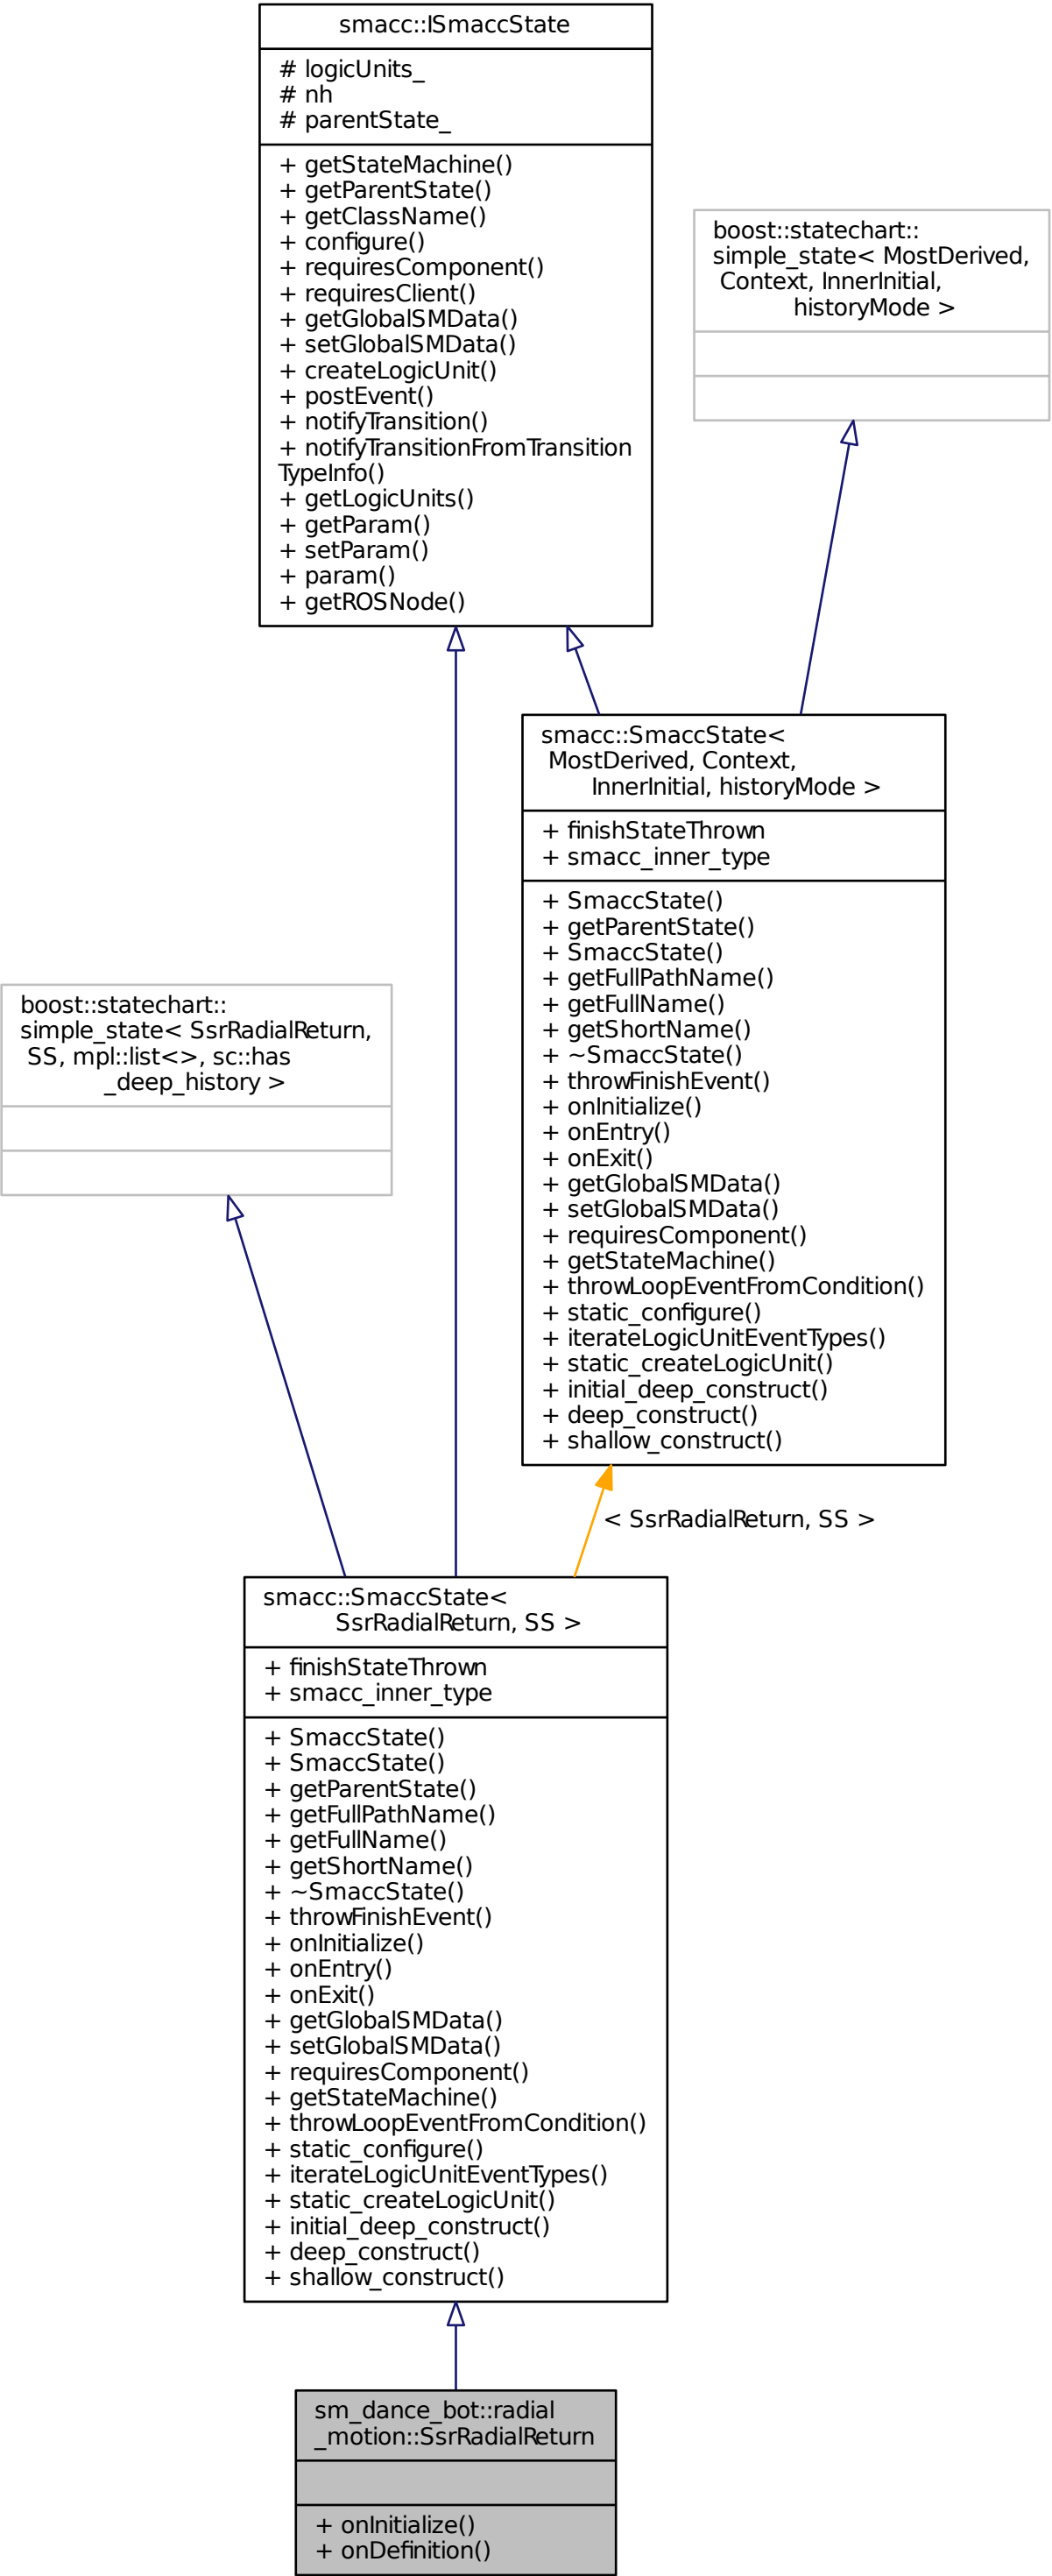 smacc::ISmaccState
# logicUnits_
# nh
# parentState_
+ getStateMachine()
+ getParentState()
+ getClassName()
+ configure()
+ requiresComponent()
+ requiresClient()
+ getGlobalSMData()
+ setGlobalSMData()
+ createLogicUnit()
+ postEvent()
+ notifyTransition()
+ notifyTransitionFromTransition
TypeInfo()
+ getLogicUnits()
+ getParam()
+ setParam()
+ param()
+ getROSNode()
boost::statechart::
simple_state< MostDerived,
Context, InnerInitial,
historyMode >
smacc::SmaccState<
MostDerived, Context,
InnerInitial, historyMode >
+ finishStateThrown
+ smacc_inner_type
+ SmaccState()
+ getParentState()
+ SmaccState()
+ getFullPathName()
+ getFullName()
+ getShortName()
+ ~SmaccState()
+ throwFinishEvent()
+ onInitialize()
+ onEntry()
+ onExit()
+ getGlobalSMData()
+ setGlobalSMData()
+ requiresComponent()
+ getStateMachine()
+ throwLoopEventFromCondition()
+ static_configure()
+ iterateLogicUnitEventTypes()
+ static_createLogicUnit()
+ initial_deep_construct()
+ deep_construct()
+ shallow_construct()
boost::statechart::
simple_state< SsrRadialReturn,
SS, mpl::list<>, sc::has
_deep_history >
< SsrRadialReturn, SS >
smacc::SmaccState<
SsrRadialReturn, SS >
+ finishStateThrown
+ smacc_inner_type
+ SmaccState()
+ SmaccState()
+ getParentState()
+ getFullPathName()
+ getFullName()
+ getShortName()
+ ~SmaccState()
+ throwFinishEvent()
+ onInitialize()
+ onEntry()
+ onExit()
+ getGlobalSMData()
+ setGlobalSMData()
+ requiresComponent()
+ getStateMachine()
+ throwLoopEventFromCondition()
+ static_configure()
+ iterateLogicUnitEventTypes()
+ static_createLogicUnit()
+ initial_deep_construct()
+ deep_construct()
+ shallow_construct()
sm_dance_bot::radial
_motion::SsrRadialReturn
+ onInitialize()
+ onDefinition()